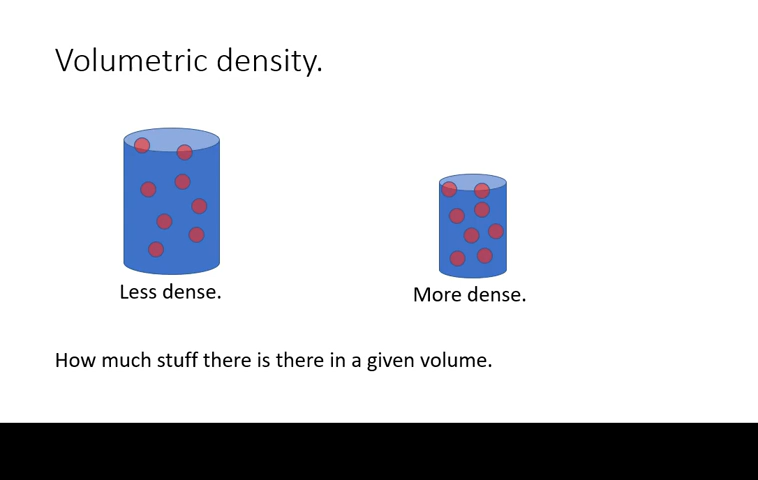 Volumetric density.
Less dense.
More dense.
How much stuff there is there in a given volume.